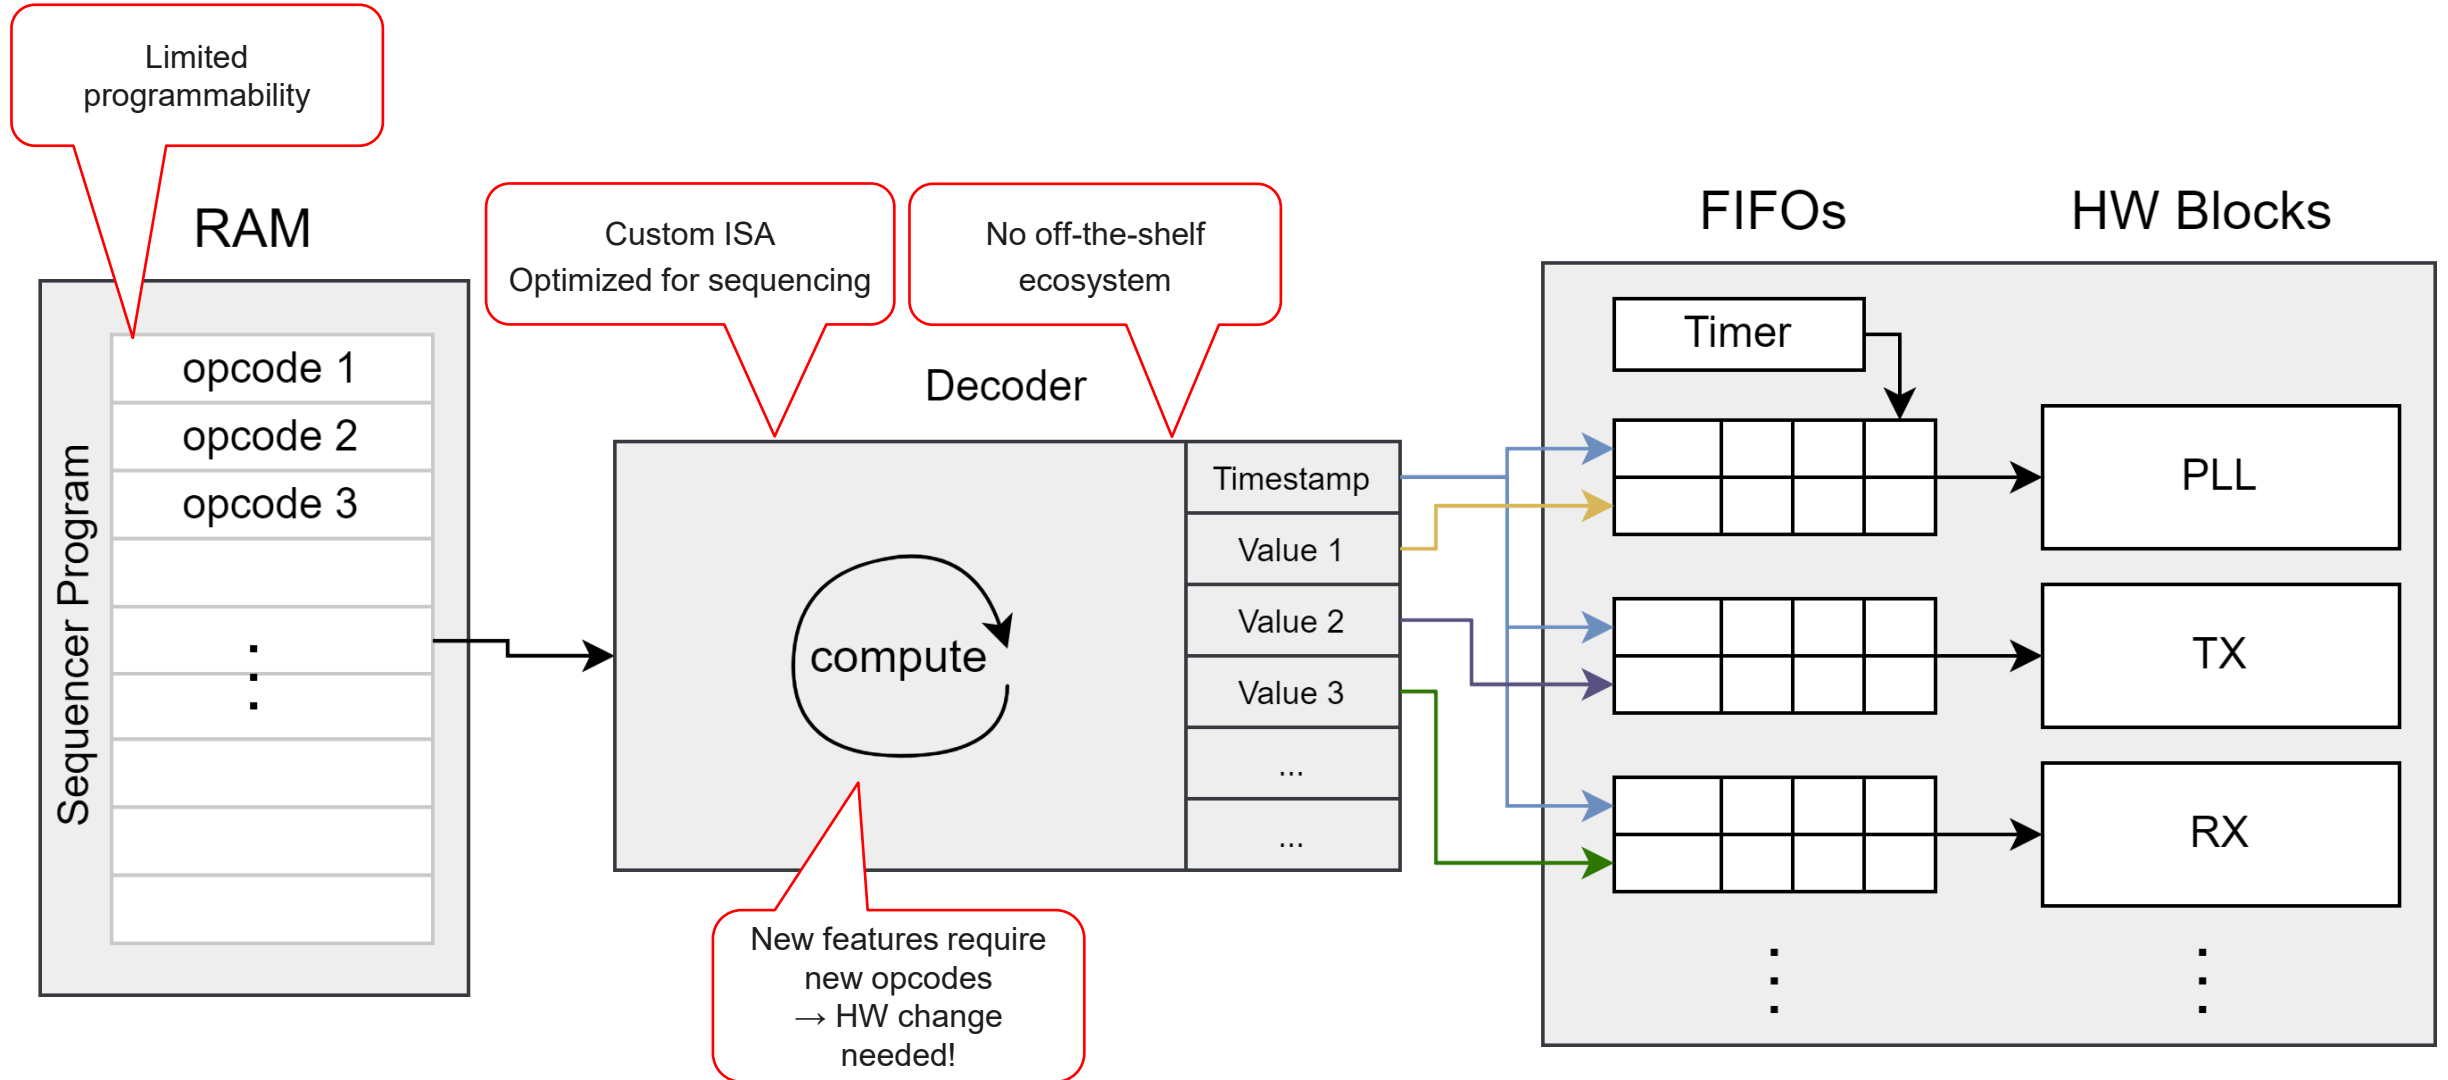 Limited
programmability
RAM
Sequencer Program
opcode 1
opcode 2
opcode 3
Custom ISA
Optimized for sequencing
No off-the-shelf
ecosystem
Decoder
compute
Timestamp
Value 1
Value 2
Value 3
...
...
New features require
new opcodes
→ HW change
needed!
FIFOs
HW Blocks
Timer
PLL
TX
RX